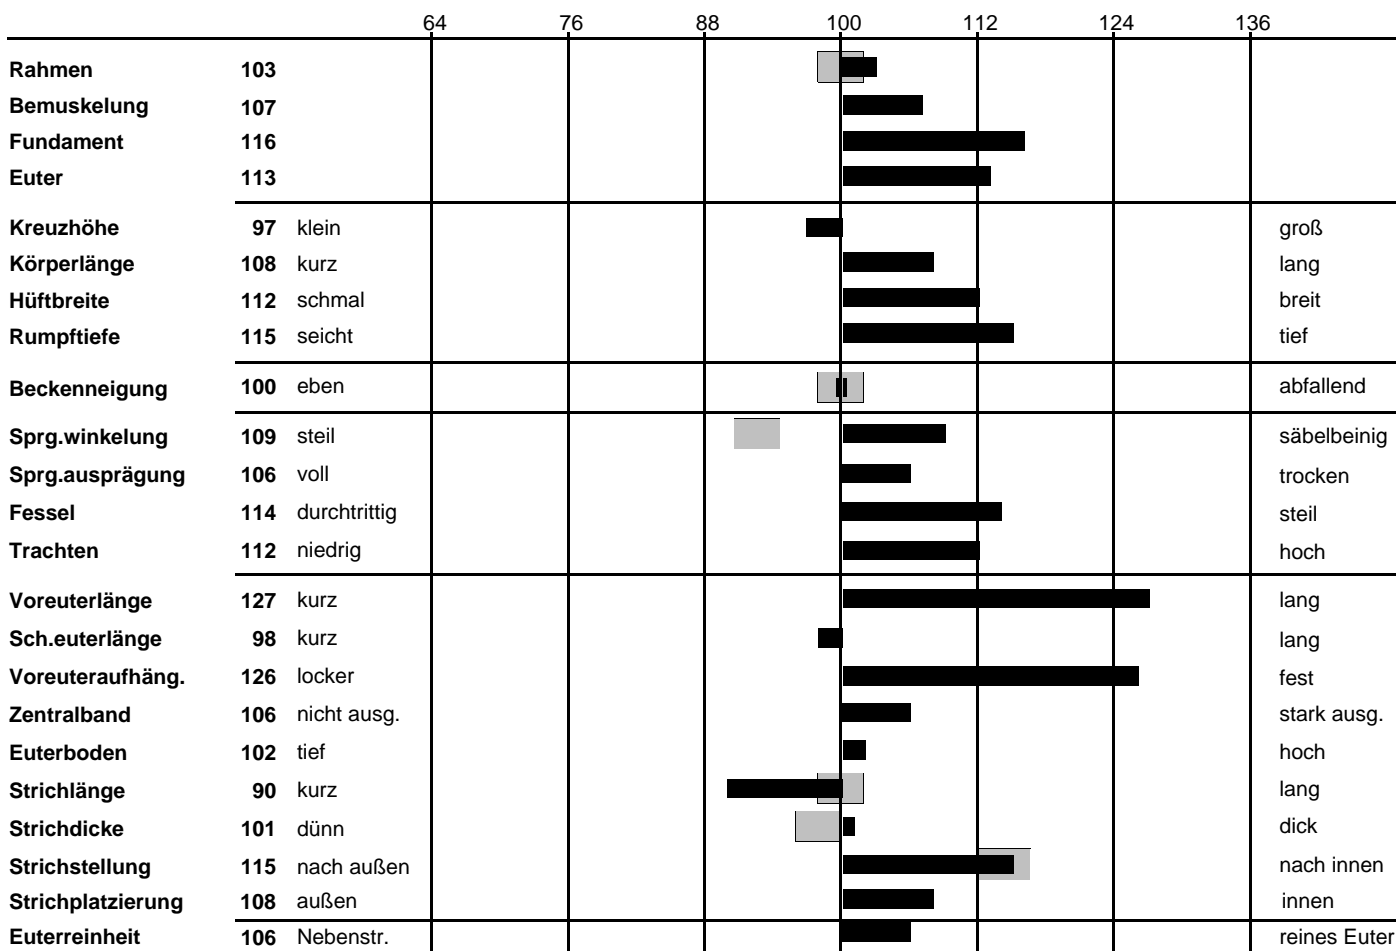 64 76 88 100 112 124 136
Rahmen 103
Bemuskelung 107
Fundament 116
Euter 113
Kreuzhöhe 97 klein groß
Körperlänge 108 kurz lang
Hüftbreite 112 schmal breit
Rumpftiefe 115 seicht tief
Beckenneigung 100 eben abfallend
Sprg.winkelung 109 steil säbelbeinig
Sprg.ausprägung 106 voll trocken
Fessel 114 durchtrittig steil
Trachten 112 niedrig hoch
Voreuterlänge 127 kurz lang
Sch.euterlänge 98 kurz lang
Voreuteraufhäng. 126 locker fest
Zentralband 106 nicht ausg. stark ausg.
Euterboden 102 tief hoch
Strichlänge 90 kurz lang
Strichdicke 101 dünn dick
Strichstellung 115 nach außen nach innen
Strichplatzierung 108 außen innen
Euterreinheit 106 Nebenstr. reines Euter